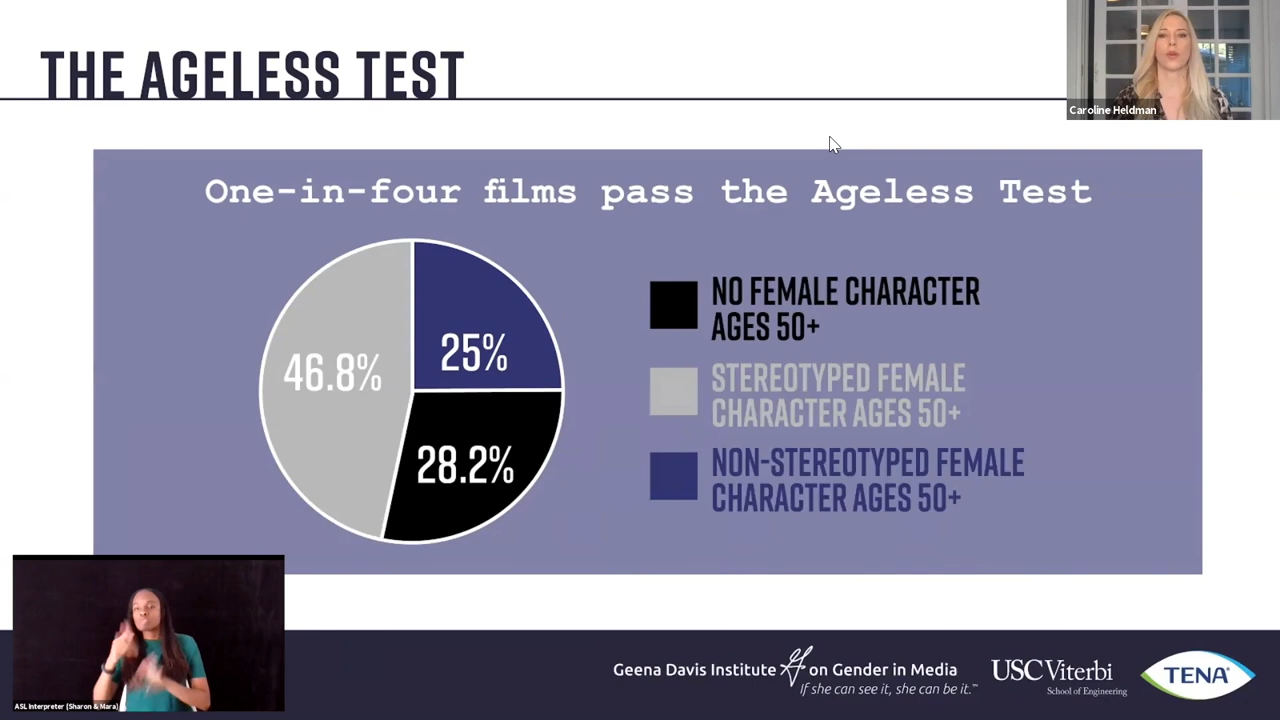 THE AGELESS TEST
Caroline Heldman
One-in-four films pass the Ageless Test
46.8%
25%
28.2%
NO FEMALE CHARACTER
AGES 50+
STEREOTYPED FEMALE
CHARACTER AGES 50+
NON-STEREOTYPED FEMALE
CHARACTER AGES 50+
ASL Interpreter (Sharon & Mara)
Geena Davis Institute on Gender in Media
If she can see it, she can be it.™
USC Viterbi
School of Engineering
TENA®